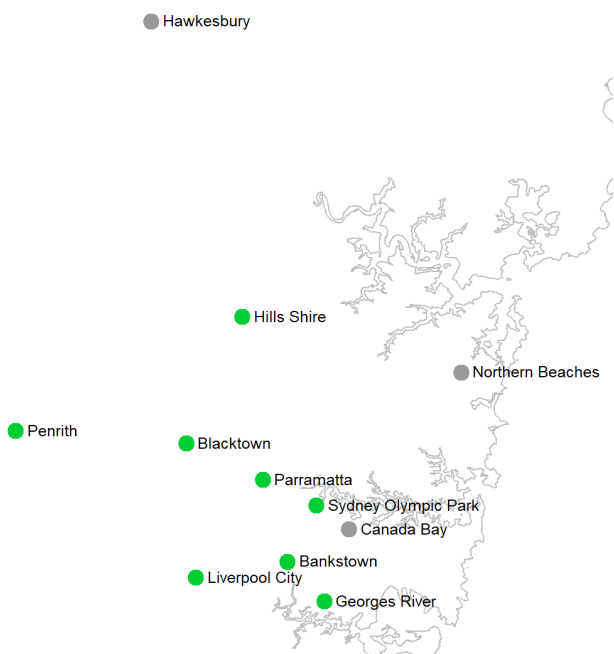 Hawkesbury
Hills Shire
Northern Beaches
Penrith
Blacktown
Parramatta
Sydney Olympic Park
Canada Bay
Bankstown
Liverpool City
Georges River